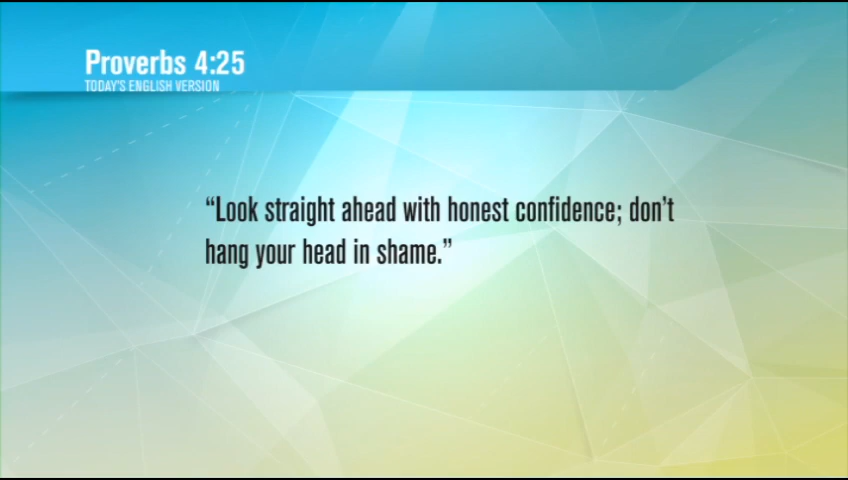 Proverbs 4:25
TODAY'S ENGLISH VERSION
“Look straight ahead with honest confidence; don’t
hang your head in shame.”